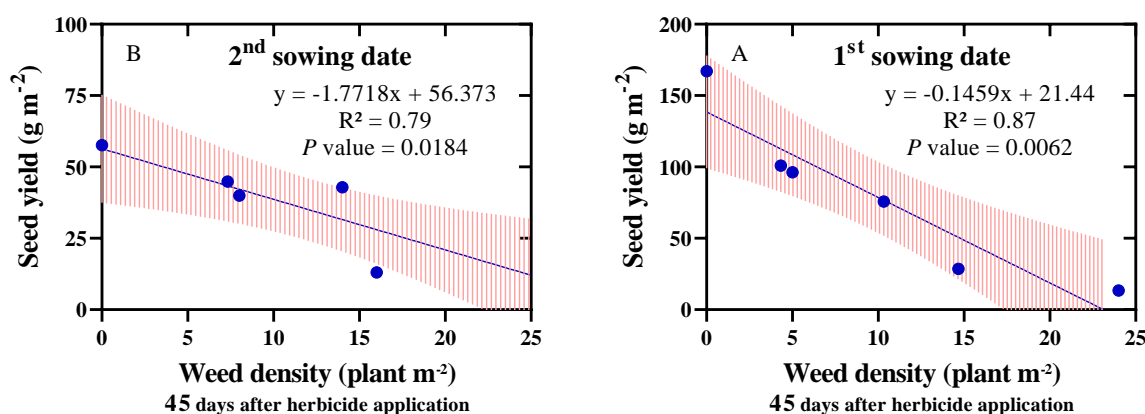 B
2nd sowing date
y = -1.7718x + 56.373
R² = 0.79
P value = 0.0184
Seed yield (g m-2)
100
75
50
25
0
0 5 10 15 20 25
Weed density (plant m-2)
45 days after herbicide application
A
1st sowing date
y = -0.1459x + 21.44
R² = 0.87
P value = 0.0062
Seed yield (g m-2)
200
150
100
50
0
0 5 10 15 20 25
Weed density (plant m-2)
45 days after herbicide application